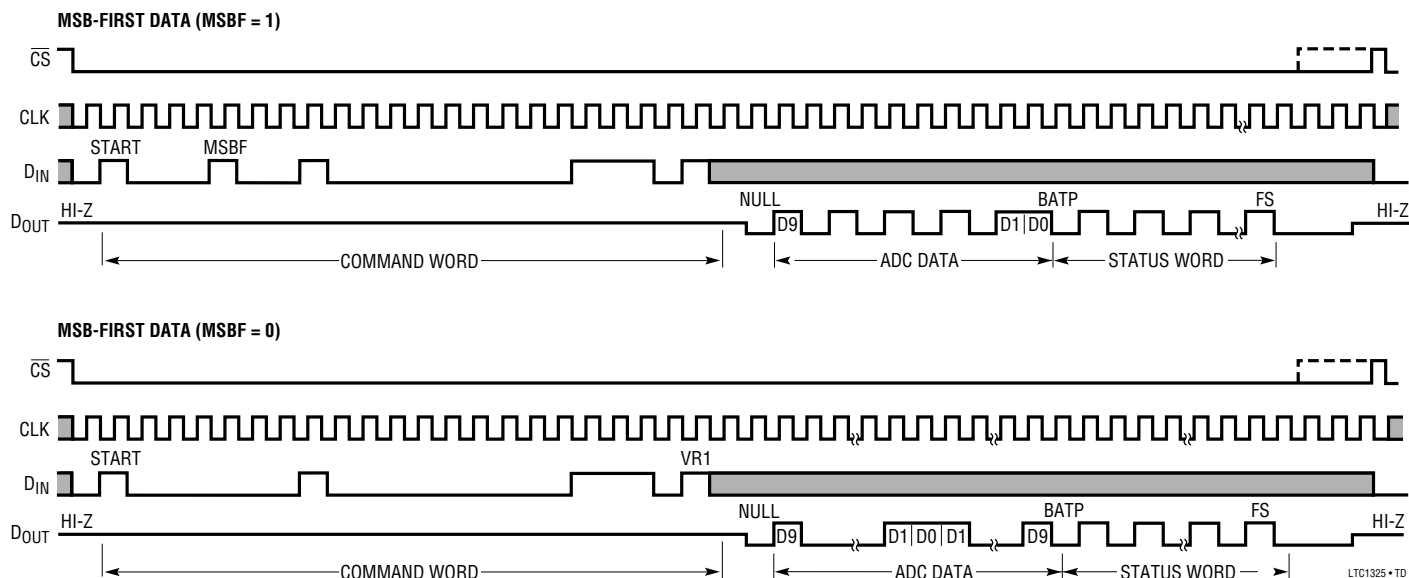 MSB-FIRST DATA (MSBF = 1)
CS
CLK
START MSBF
DIN
NULL BATP FS
DOUT HI-Z D9 D1 D0 HI-Z
COMMAND WORD ADC DATA STATUS WORD
MSB-FIRST DATA (MSBF = 0)
CS
CLK
START VR1
DIN
NULL BATP FS
DOUT HI-Z D9 D1 D0 D1 D9 HI-Z
COMMAND WORD ADC DATA STATUS WORD
LTC1325 • TD